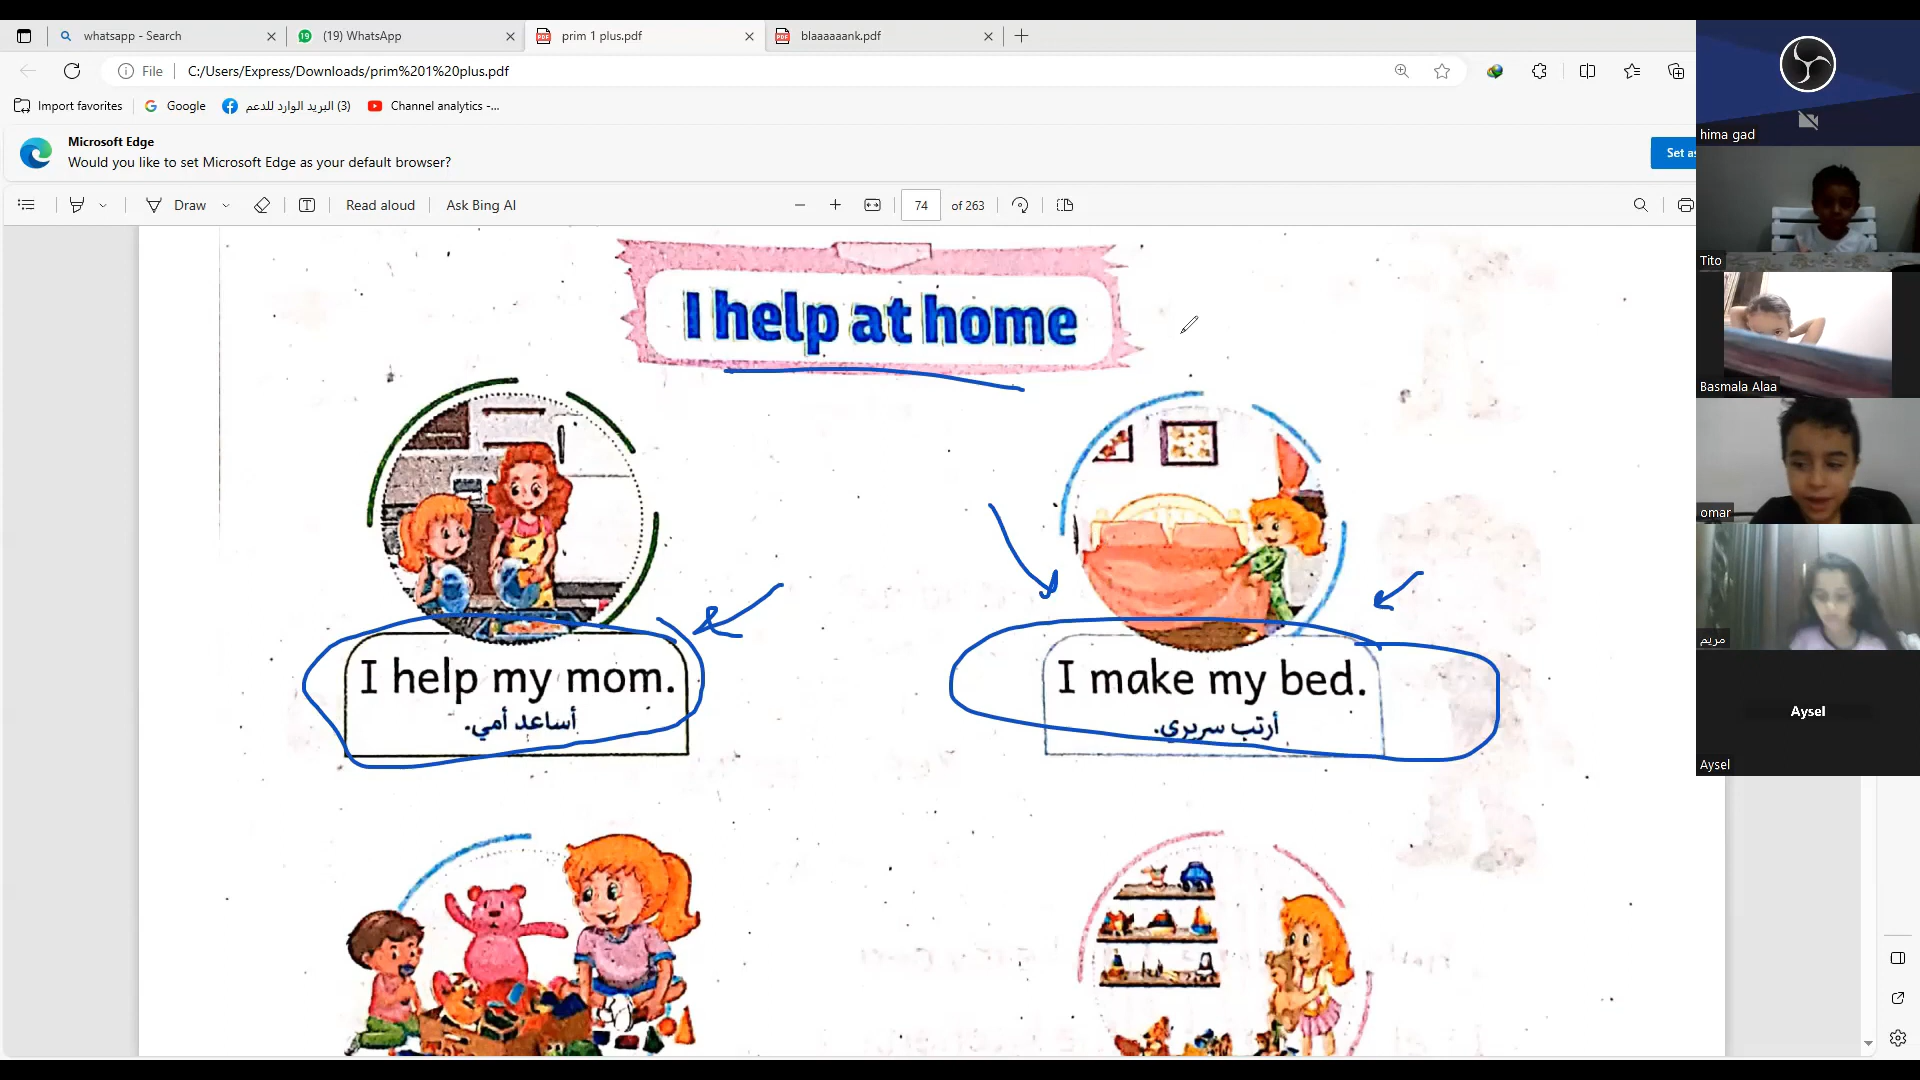 whatsapp - Search
(19) WhatsApp
prim 1 plus.pdf
blaaaaaank.pdf
File
C:/Users/Express/Downloads/prim%201%20plus.pdf
Import favorites
Google
(3) البريد الوارد للدعم
Channel analytics -...
Microsoft Edge
Would you like to set Microsoft Edge as your default browser?
Set as
Draw
Read aloud
Ask Bing AI
74
of 263
I help at home
I help my mom.
أساعد أمي.
I make my bed.
أرتب سريري.
hima gad
Tito
Basmala Alaa
omar
مريم
Aysel
Aysel